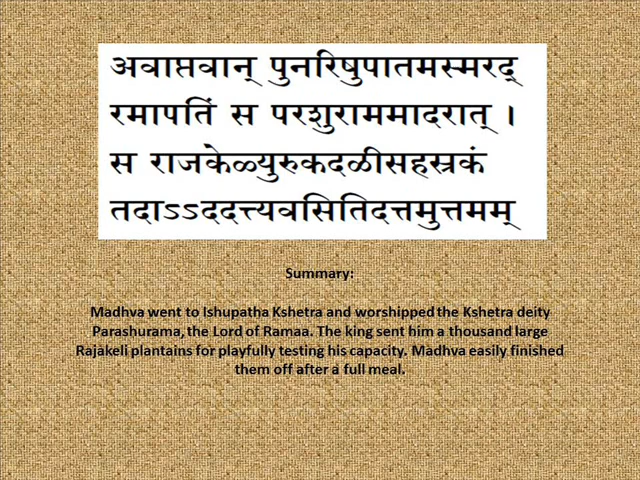 अवाप्तवान् पुनरिषुपातमस्मरद्
रमापतिं स परशुराममादरात् ।
स राजकेळ्युरुकदळीसहस्रकं
तदाऽऽददत्त्यवसितिदत्तमुत्तमम्
Summary:
Madhva went to Ishupatha Kshetra and worshipped the Kshetra deity
Parashurama, the Lord of Ramaa. The king sent him a thousand large
Rajakeli plantains for playfully testing his capacity. Madhva easily finished
them off after a full meal.